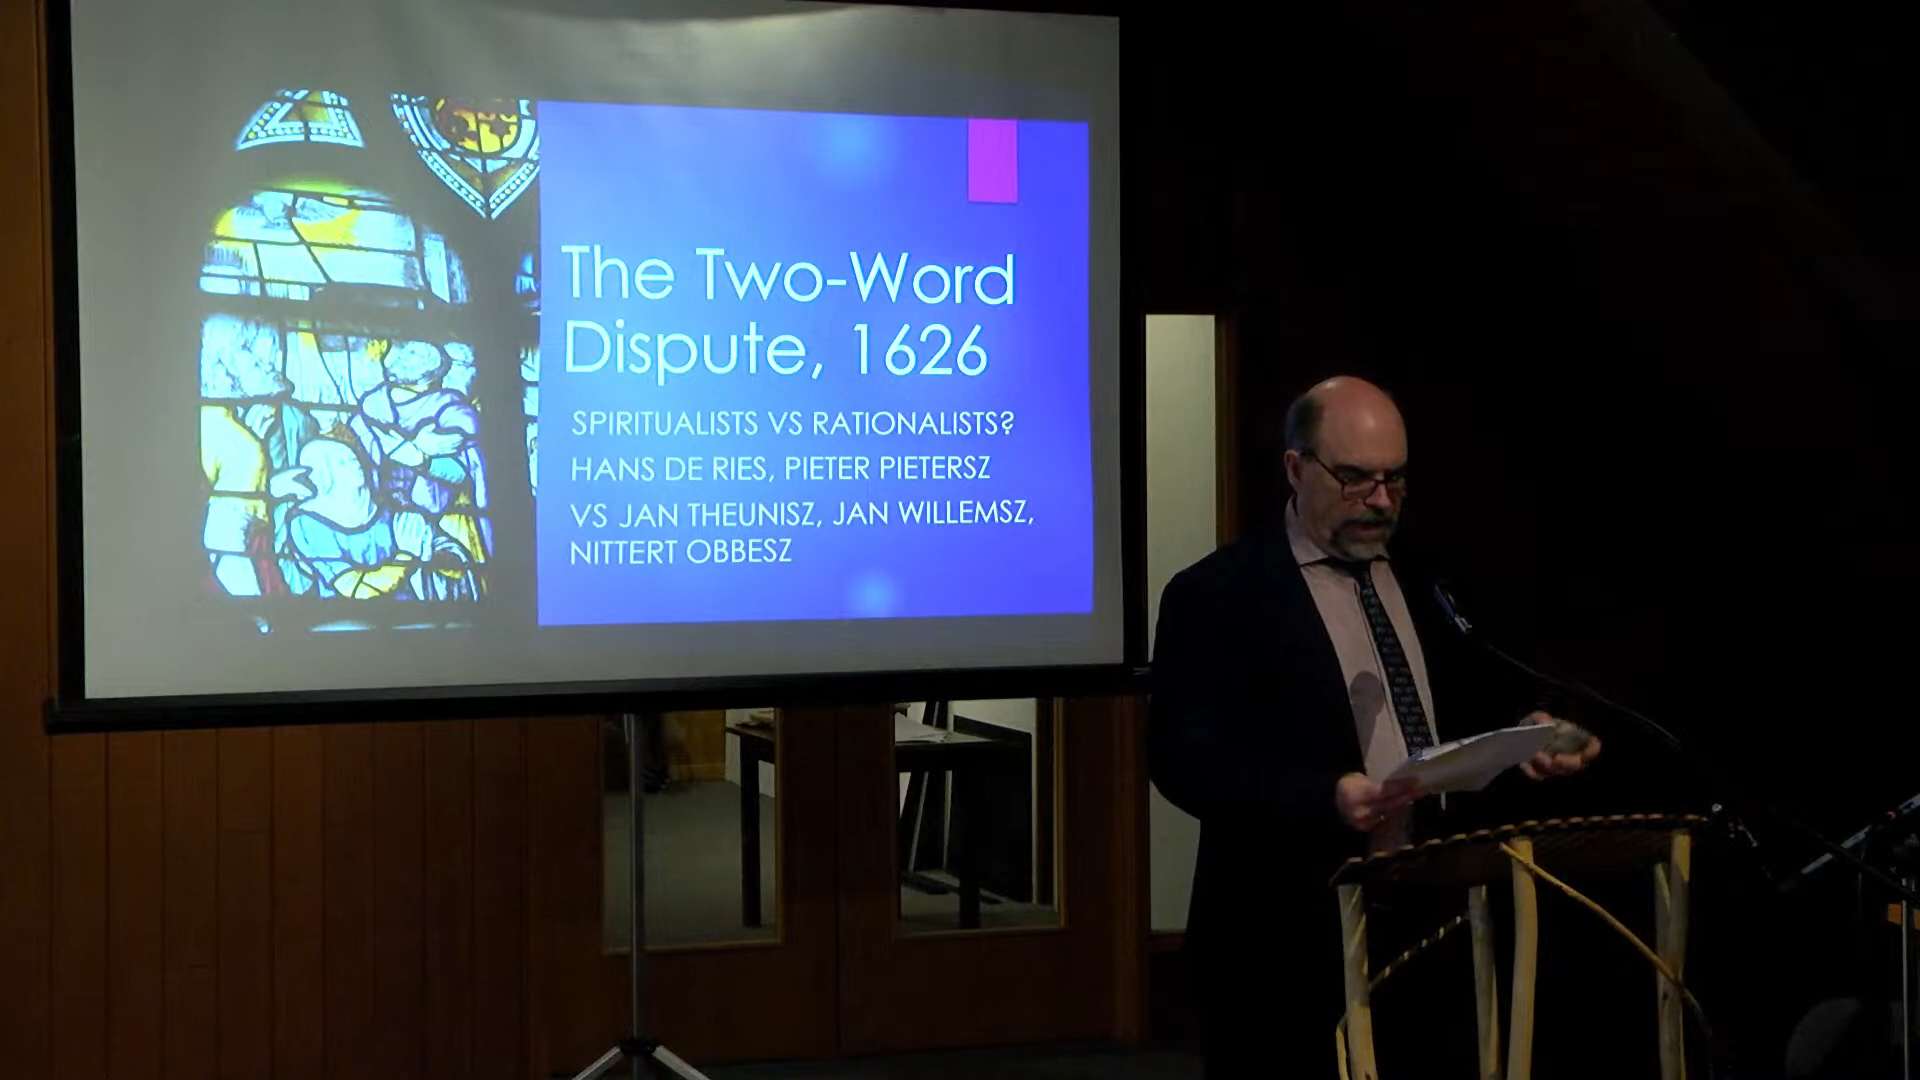 The Two-Word
Dispute, 1626
SPIRITUALISTS VS RATIONALISTS?
HANS DE RIES, PIETER PIETERSZ
VS JAN THEUNISZ, JAN WILLEMSZ,
NITTERT OBBESZ